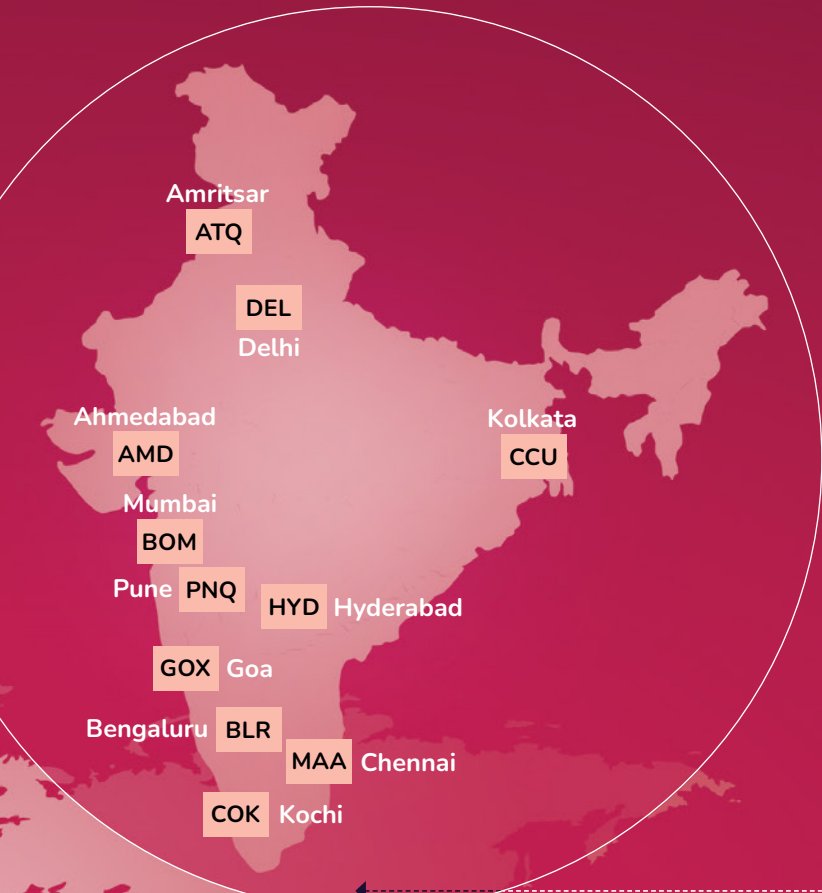 Amritsar
ATQ
DEL
Delhi
Ahmedabad
AMD
Kolkata
CCU
Mumbai
BOM
Pune PNQ
HYD Hyderabad
GOX Goa
Bengaluru BLR
MAA Chennai
COK Kochi